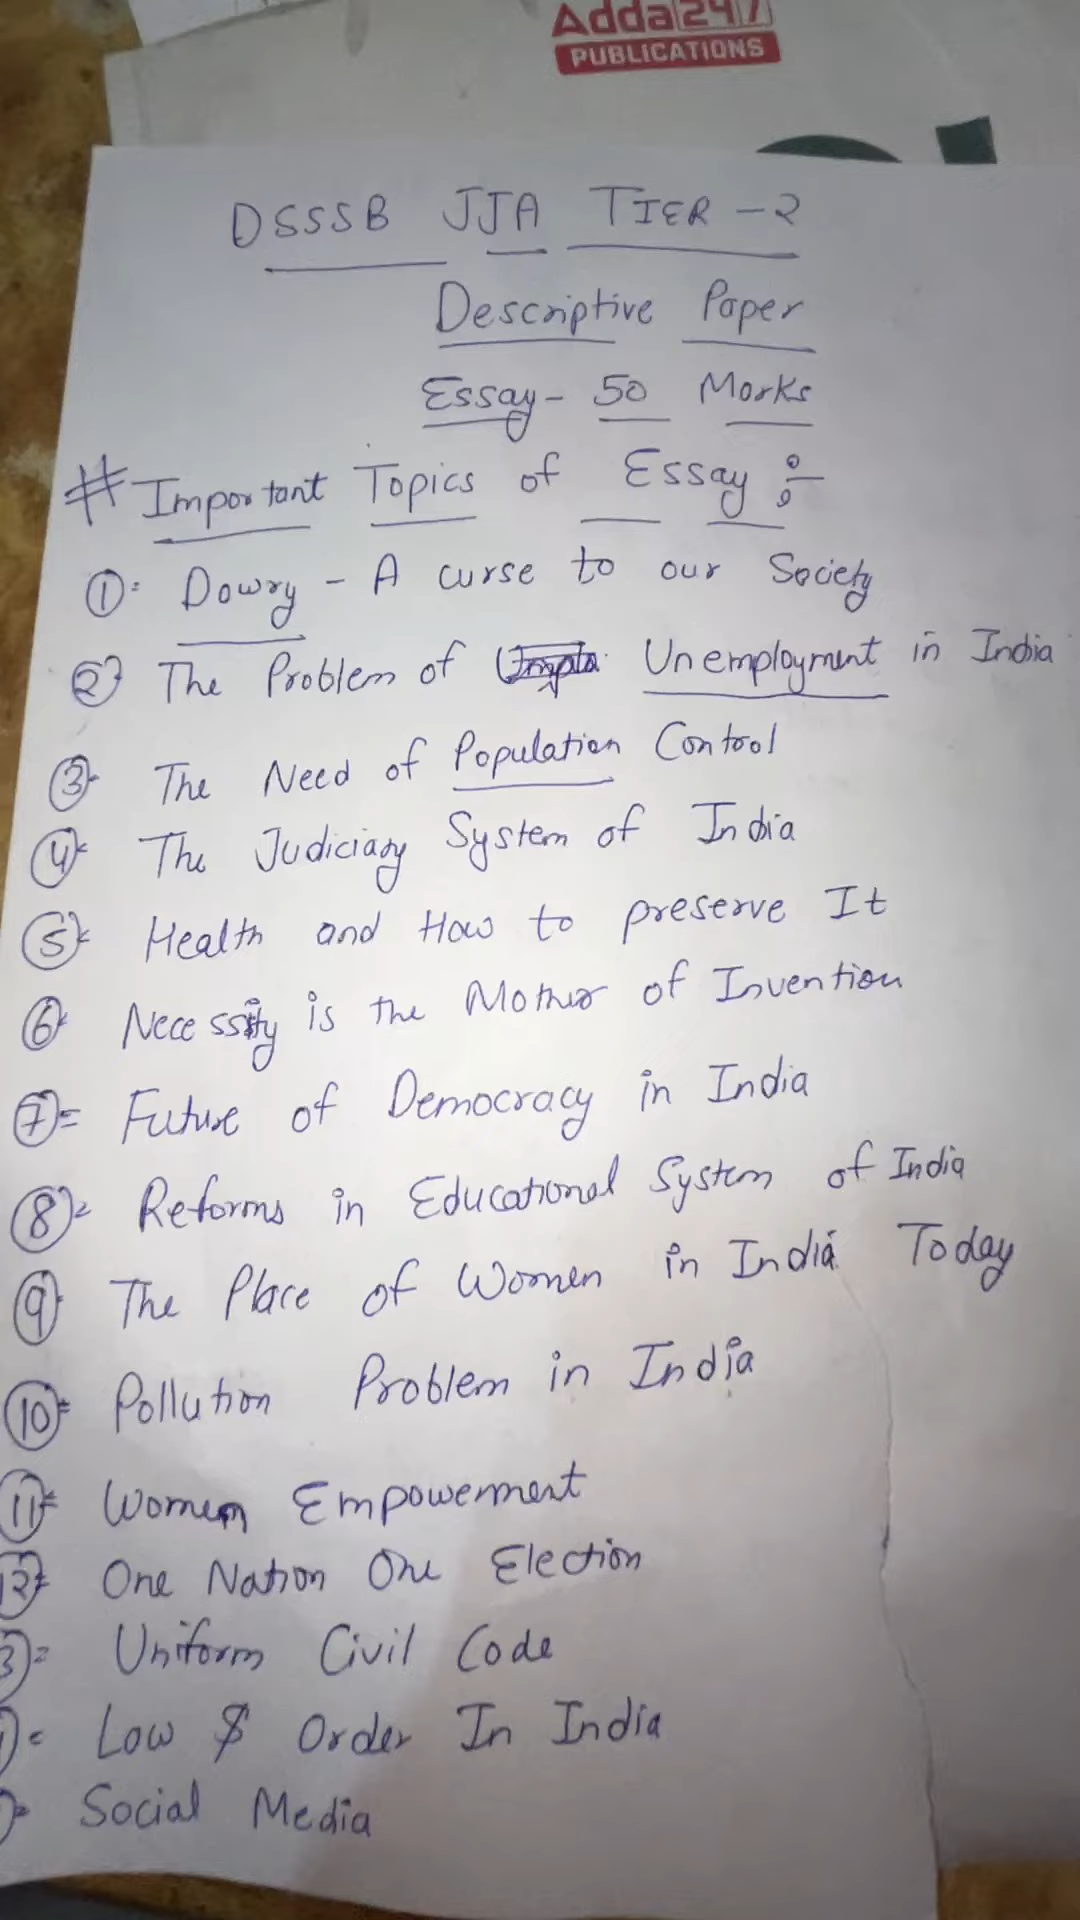 Adda247
PUBLICATIONS
DSSSB JJA TIER-2
Descriptive Paper
Essay- 50 Marks
# Important Topics of Essay :-
1. Dowry - A curse to our Society
2. The Problem of Unemployment in India
3. The Need of Population Control
4. The Judiciary System of India
5. Health and How to preserve It
6. Necessity is the Mother of Invention
7. Future of Democracy in India
8. Reforms in Educational System of India
9. The Place of Women in India Today
10. Pollution Problem in India
11. Women Empowerment
12. One Nation One Election
3. Uniform Civil Code
Low & Order In India
Social Media